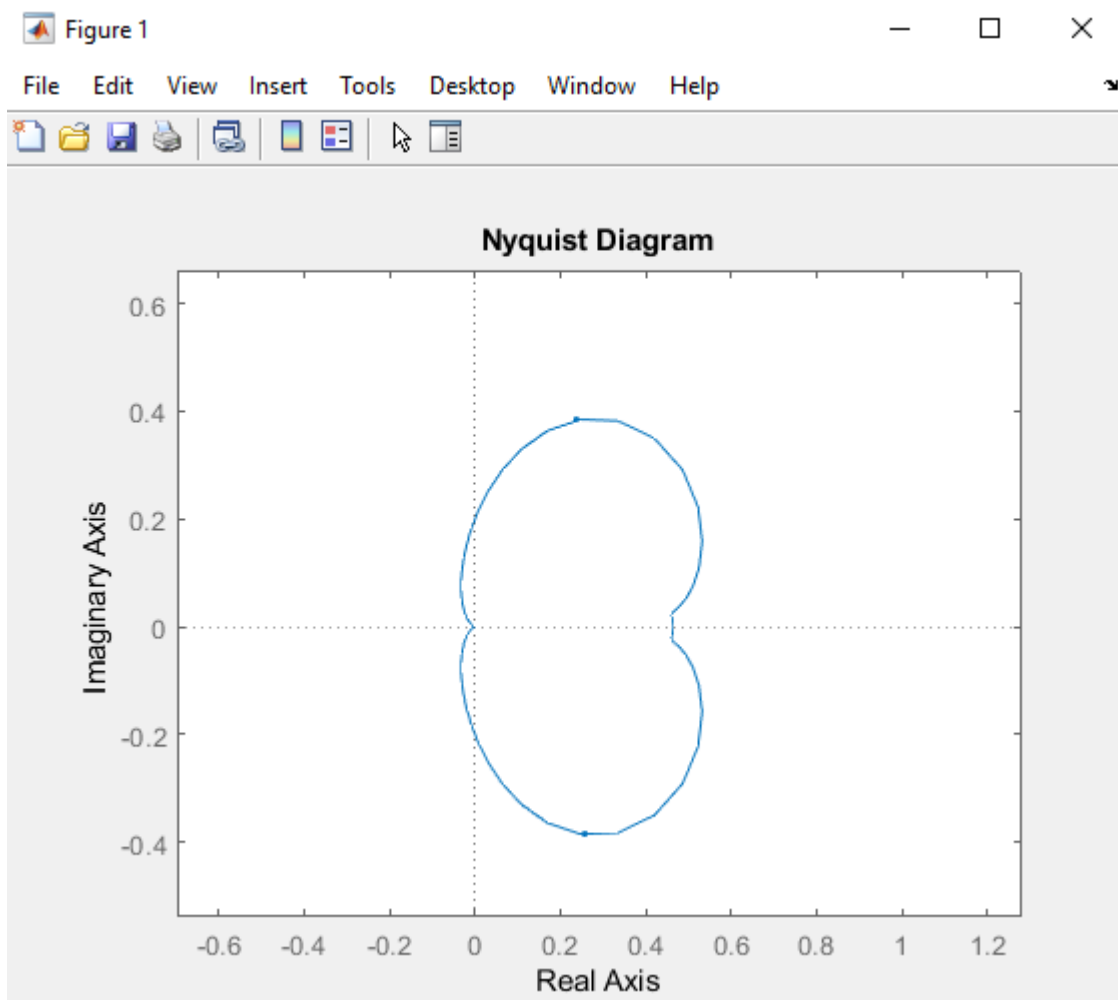 Figure 1
File Edit View Insert Tools Desktop Window Help
Nyquist Diagram
0.6
0.4
0.2
0
-0.2
-0.4
Imaginary Axis
-0.6 -0.4 -0.2 0 0.2 0.4 0.6 0.8 1 1.2
Real Axis